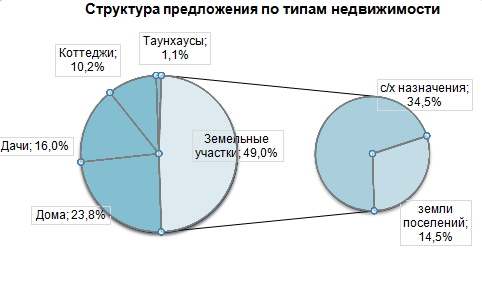 Структура предложения по типам недвижимости
Таунхаусы;
1,1%
Коттеджи;
10,2%
с/х назначения;
34,5%
Дачи; 16,0%
Земельные
участки; 49,0%
Дома; 23,8%
земли
поселений;
14,5%